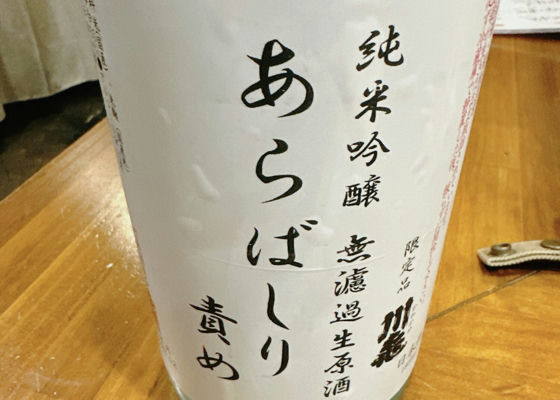 純米吟醸 無濾過生原酒
限定品
川亀
あらばしり
責め